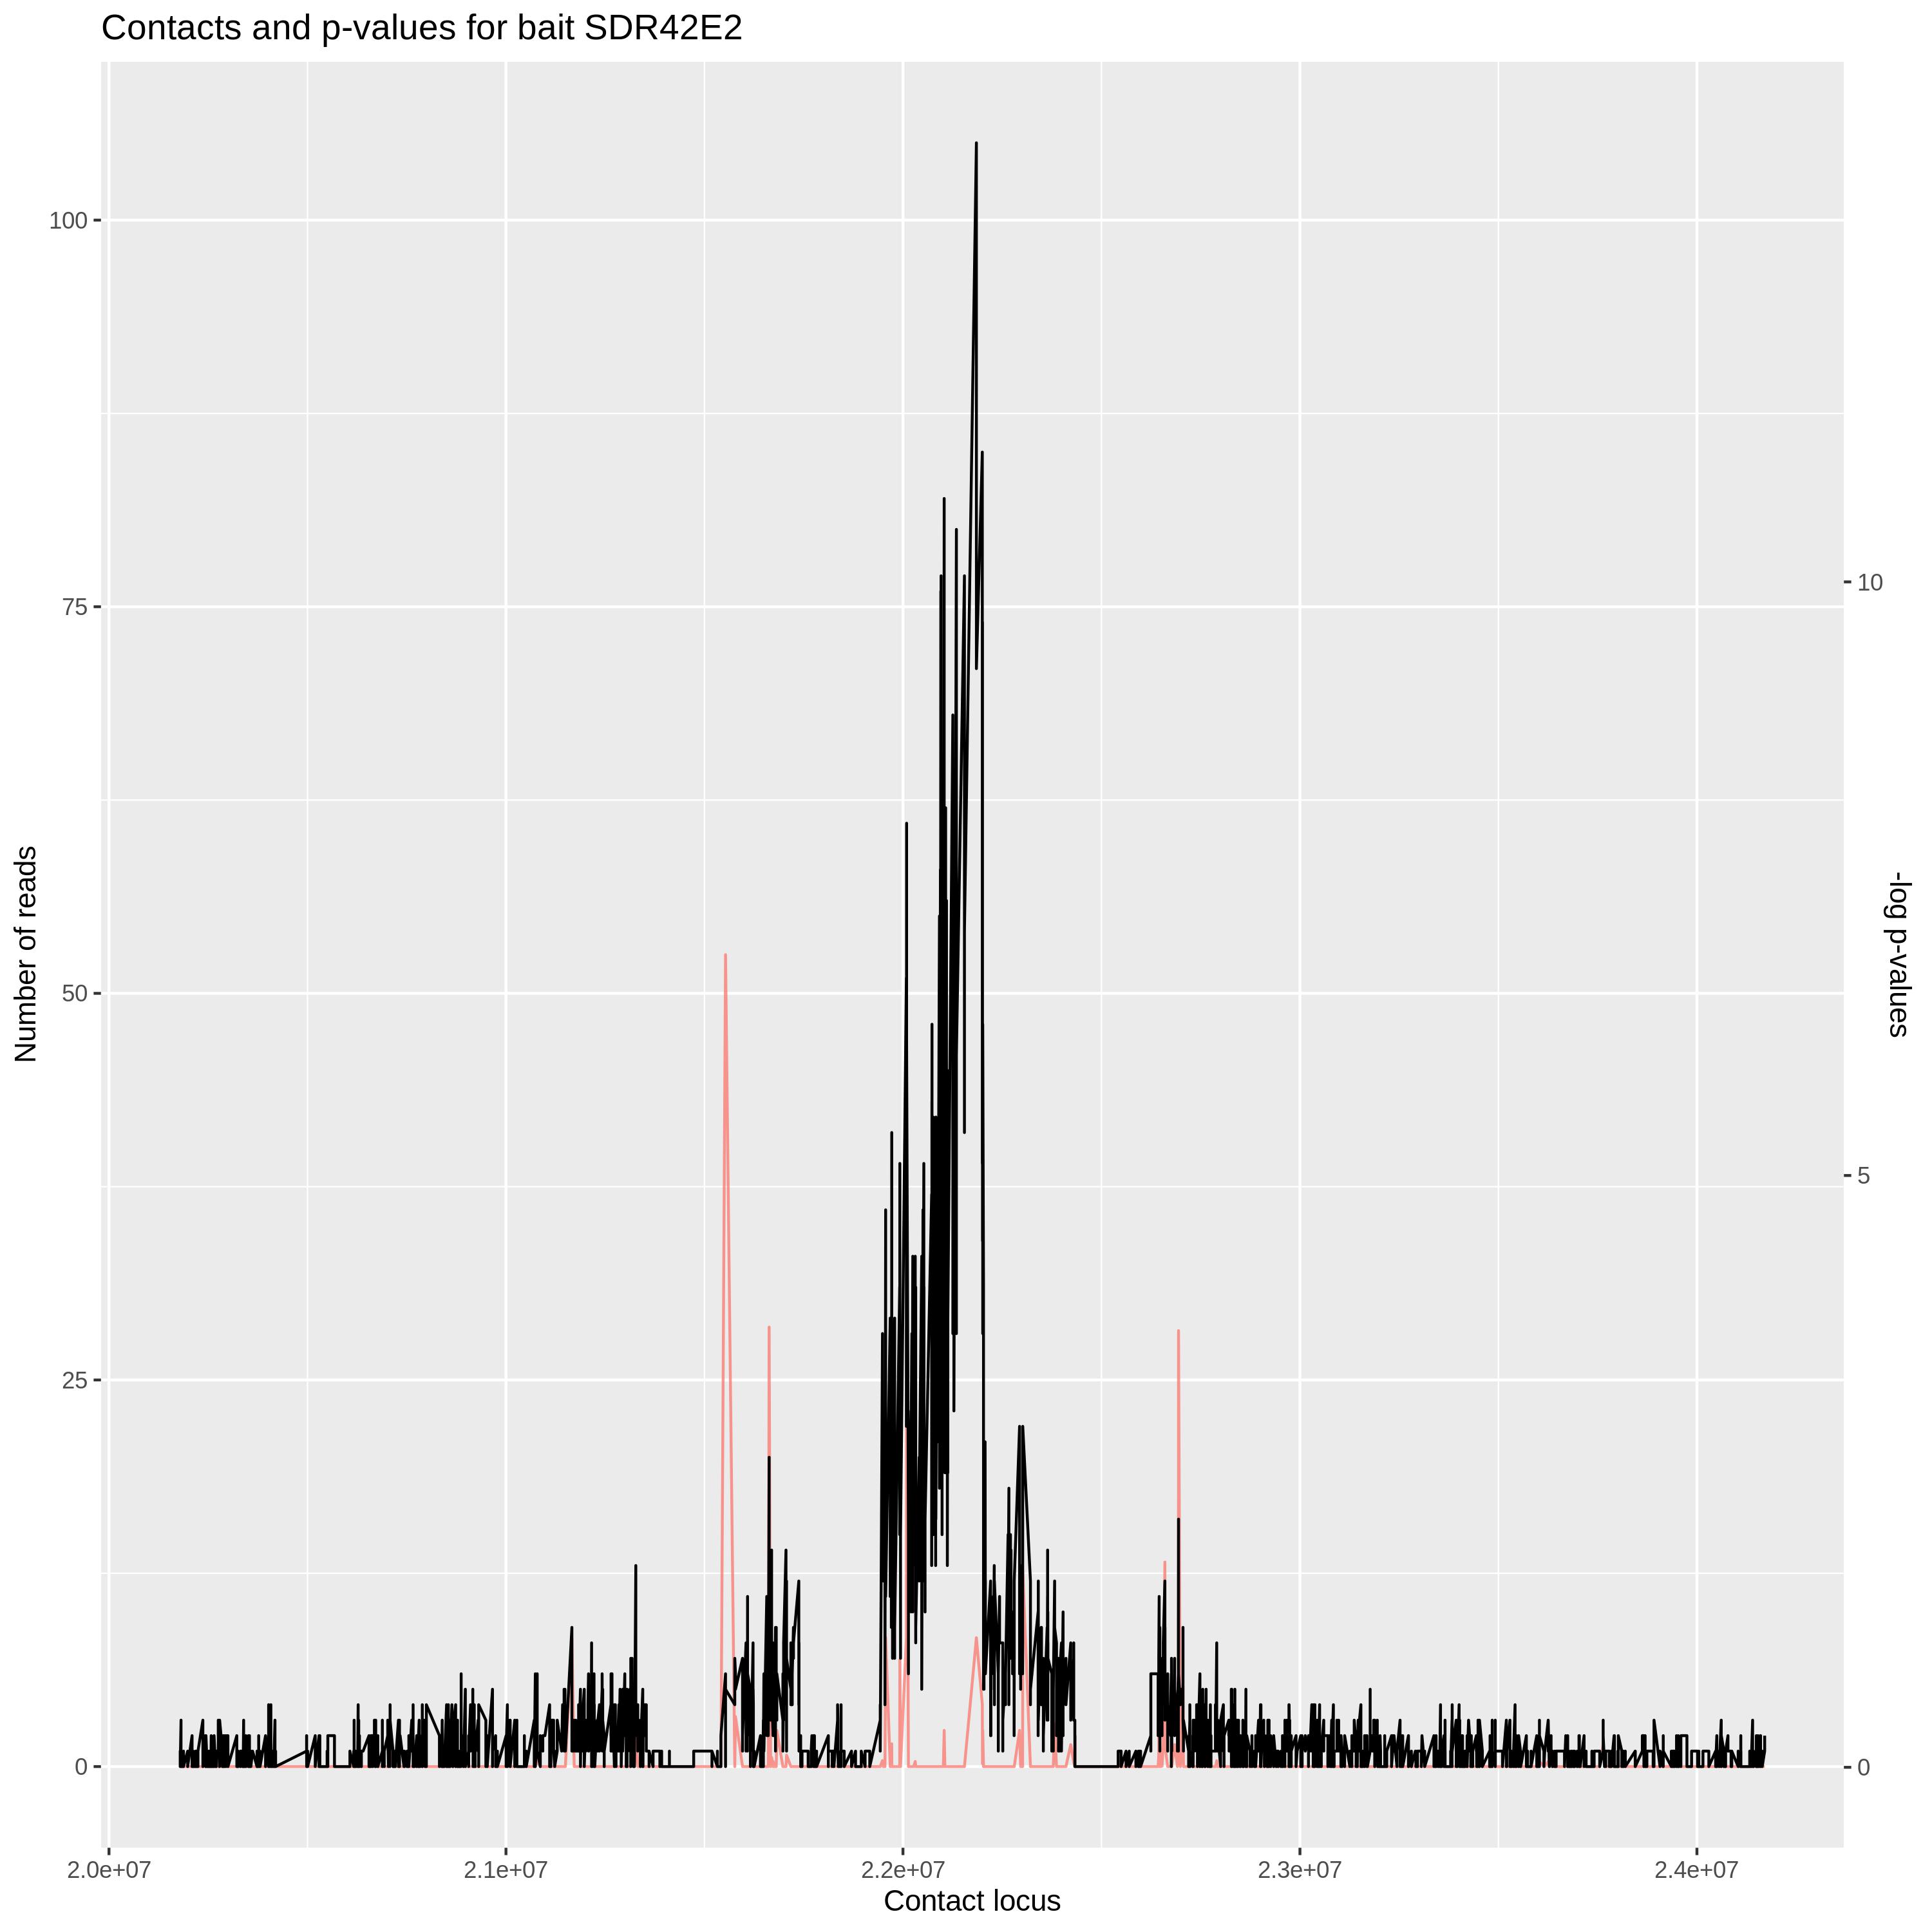 Contacts and p-values for bait SDR42E2
100
75
50
25
0
Number of reads
10
5
0
-log p-values
2.0e+07
2.1e+07
2.2e+07
2.3e+07
2.4e+07
Contact locus